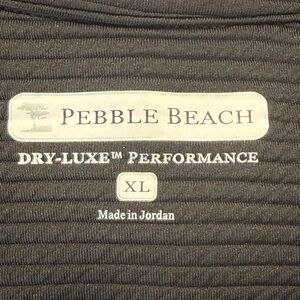 PEBBLE BEACH
DRY-LUXE™ PERFORMANCE
XL
Made in Jordan